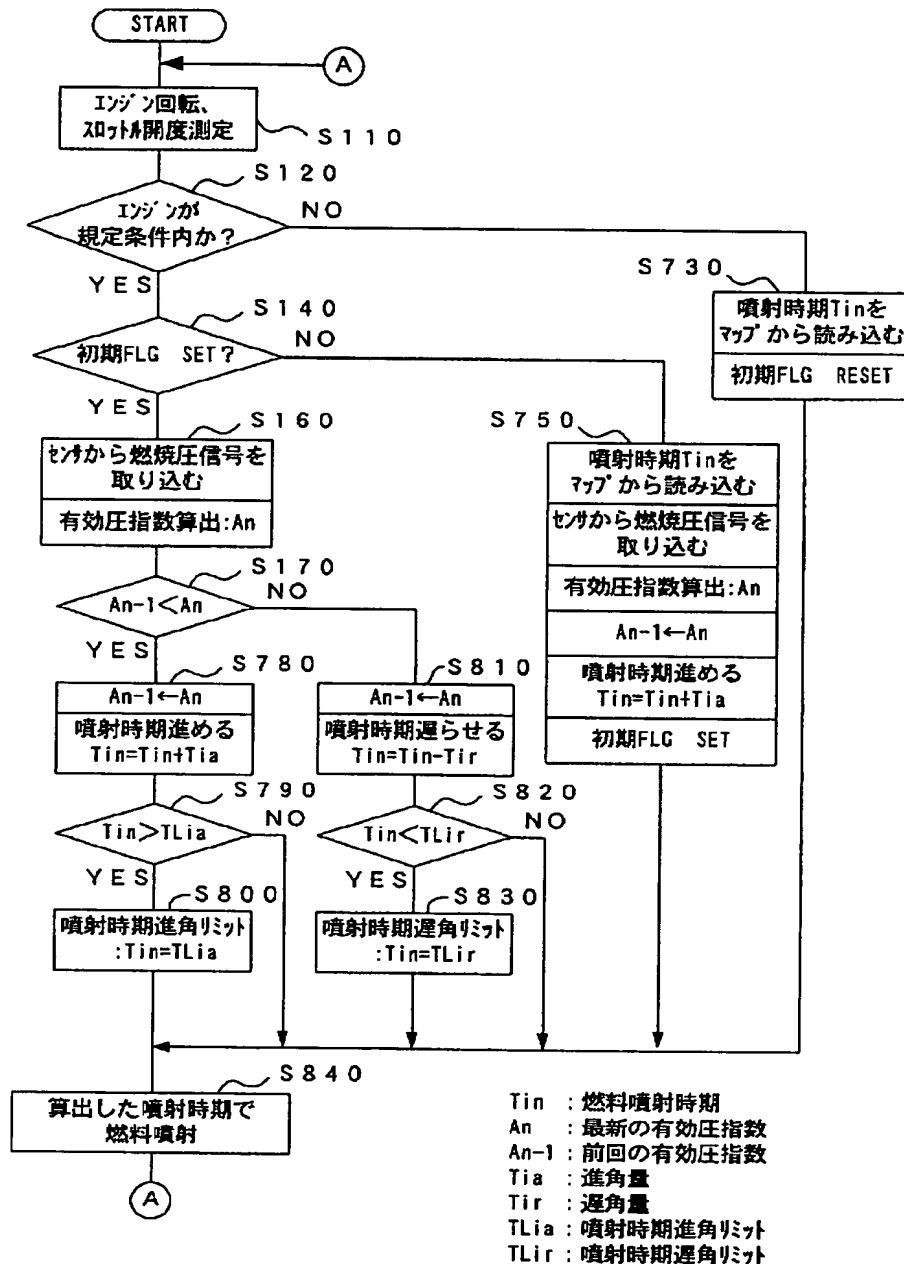 START
A
エンジン回転、
スロットル開度測定
S110
S120
エンジンが
規定条件内か?
NO
YES
S730
噴射時期Tinを
マップから読み込む
初期FLG RESET
S140
初期FLG SET?
NO
YES
S160
センサから燃焼圧信号を
取り込む
有効圧指数算出:An
S750
噴射時期Tinを
マップから読み込む
センサから燃焼圧信号を
取り込む
有効圧指数算出:An
An-1←An
噴射時期進める
Tin=Tin+Tia
初期FLG SET
S170
An-1<An
NO
YES
S780
An-1←An
噴射時期進める
Tin=Tin+Tia
S810
An-1←An
噴射時期遅らせる
Tin=Tin-Tir
S790
Tin>TLia
NO
YES
S820
Tin<TLir
NO
YES
S800
噴射時期進角リミット
:Tin=TLia
S830
噴射時期遅角リミット
:Tin=TLir
S840
算出した噴射時期で
燃料噴射
A
Tin :燃料噴射時期
An :最新の有効圧指数
An-1:前回の有効圧指数
Tia :進角量
Tir :遅角量
TLia:噴射時期進角リミット
TLir:噴射時期遅角リミット